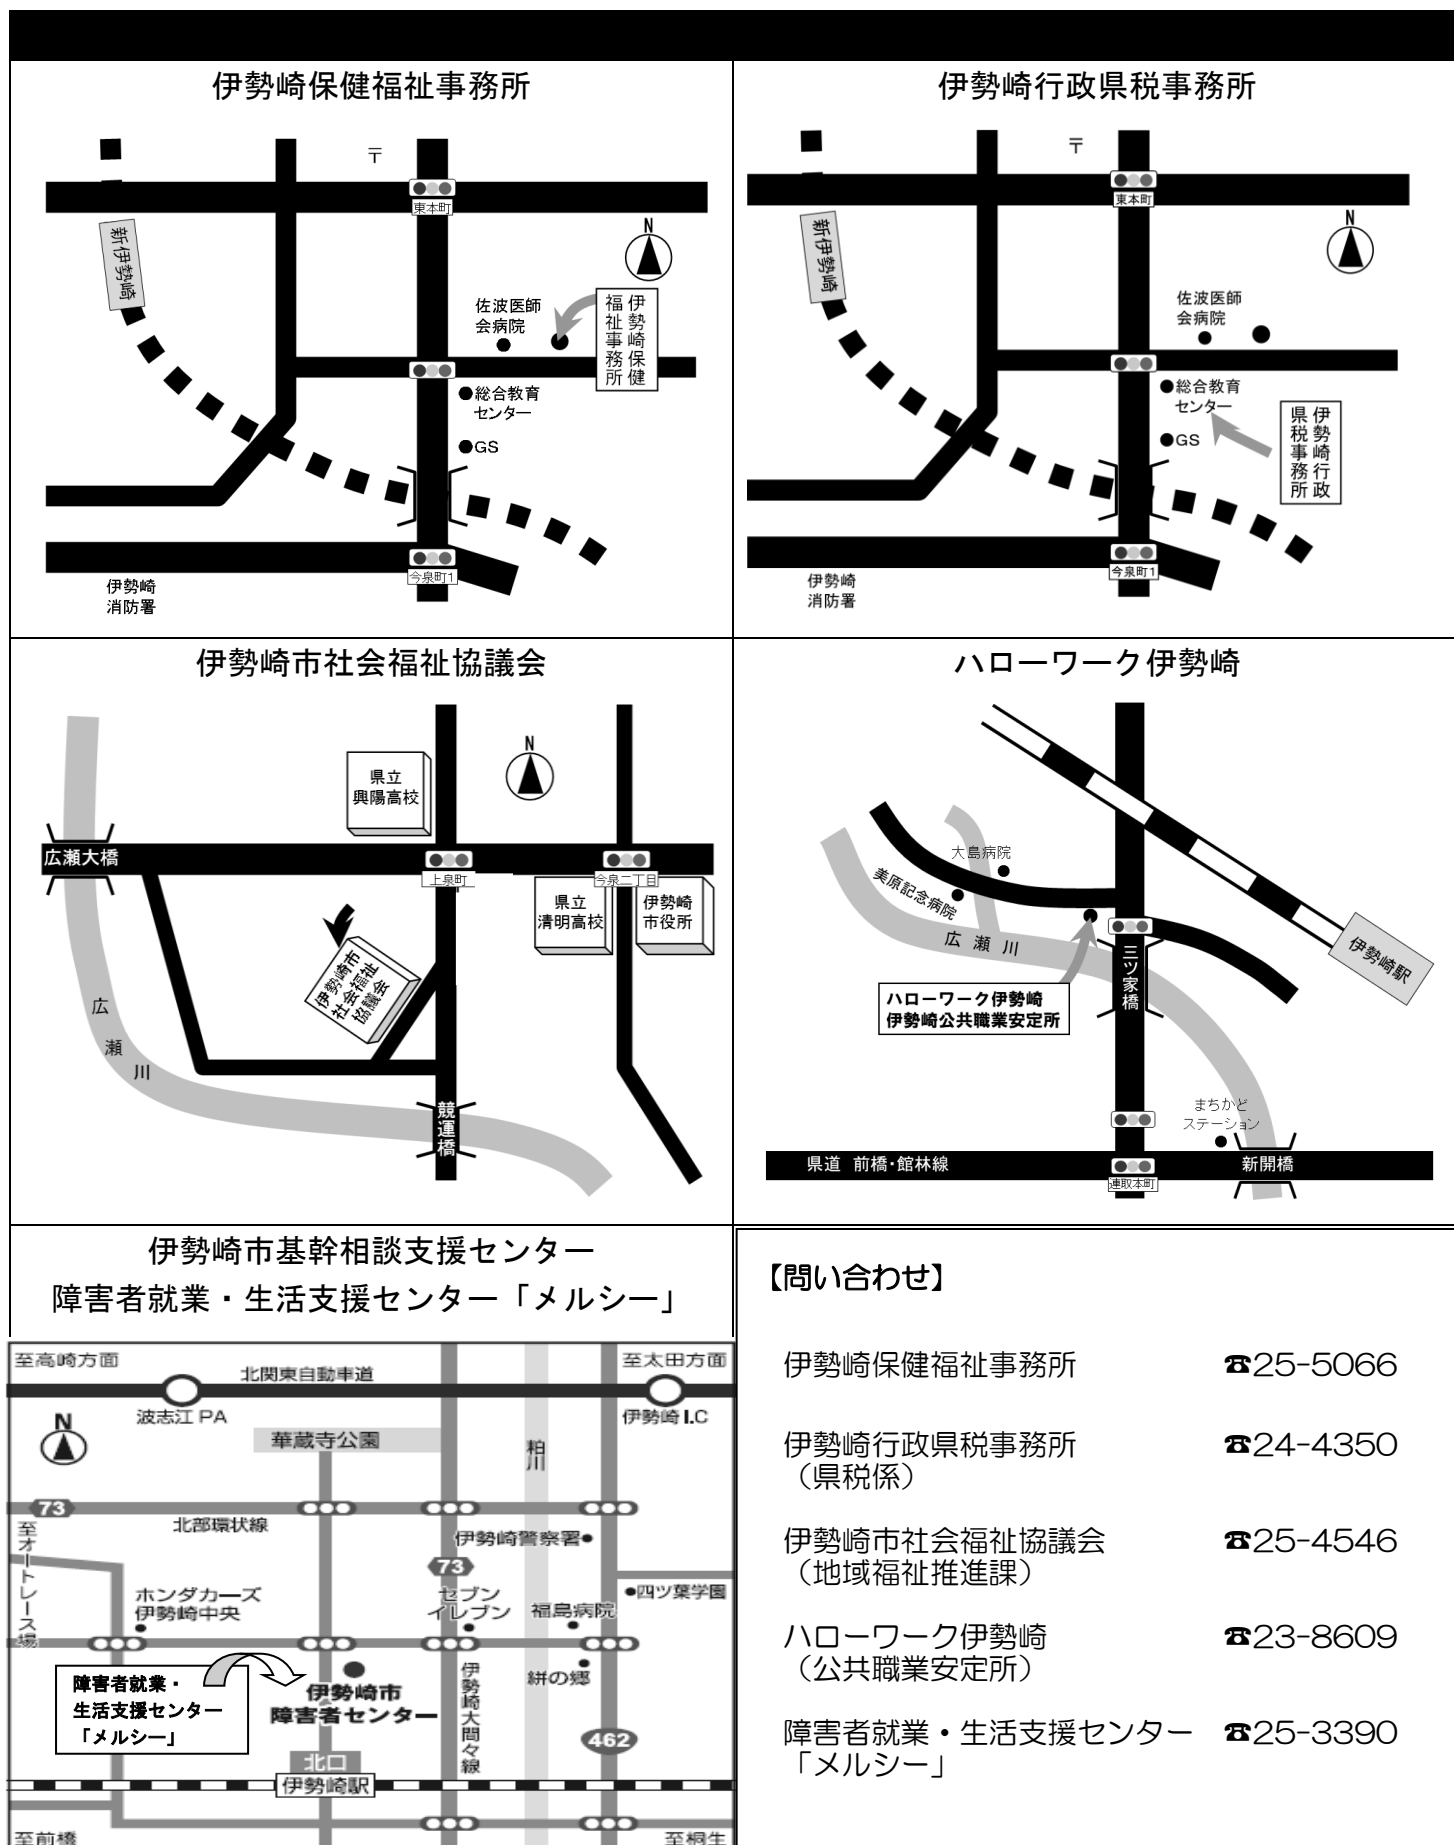 伊勢崎保健福祉事務所
〒
東本町
新伊勢崎
N
佐波医師
会病院
伊勢崎保健
福祉事務所
総合教育
センター
GS
今泉町1
伊勢崎
消防署
伊勢崎行政県税事務所
〒
東本町
新伊勢崎
N
佐波医師
会病院
総合教育
センター
GS
伊勢崎行政
県税事務所
今泉町1
伊勢崎
消防署
伊勢崎市社会福祉協議会
県立
興陽高校
N
広瀬大橋
上泉町
今泉二丁目
県立
清明高校
伊勢崎
市役所
伊勢崎市
社会福祉
協議会
広瀬川
競運橋
ハローワーク伊勢崎
大島病院
美原記念病院
広瀬川
三ツ家橋
伊勢崎駅
ハローワーク伊勢崎
伊勢崎公共職業安定所
まちかど
ステーション
県道 前橋・館林線
新開橋
連取本町
伊勢崎市基幹相談支援センター
障害者就業・生活支援センター「メルシー」
至高崎方面
北関東自動車道
至太田方面
波志江 PA
伊勢崎 I.C
N
華蔵寺公園
粕川
73
北部環状線
至オートレース場
伊勢崎警察署
73
四ツ葉学園
ホンダカーズ
伊勢崎中央
セブン
イレブン
福島病院
絣の郷
伊勢崎大間々線
障害者就業・
生活支援センター
「メルシー」
伊勢崎市
障害者センター
462
北口
伊勢崎駅
至前橋
至桐生
【問い合わせ】
伊勢崎保健福祉事務所 ☎25-5066
伊勢崎行政県税事務所 ☎24-4350
（県税係）
伊勢崎市社会福祉協議会 ☎25-4546
（地域福祉推進課）
ハローワーク伊勢崎 ☎23-8609
（公共職業安定所）
障害者就業・生活支援センター ☎25-3390
「メルシー」